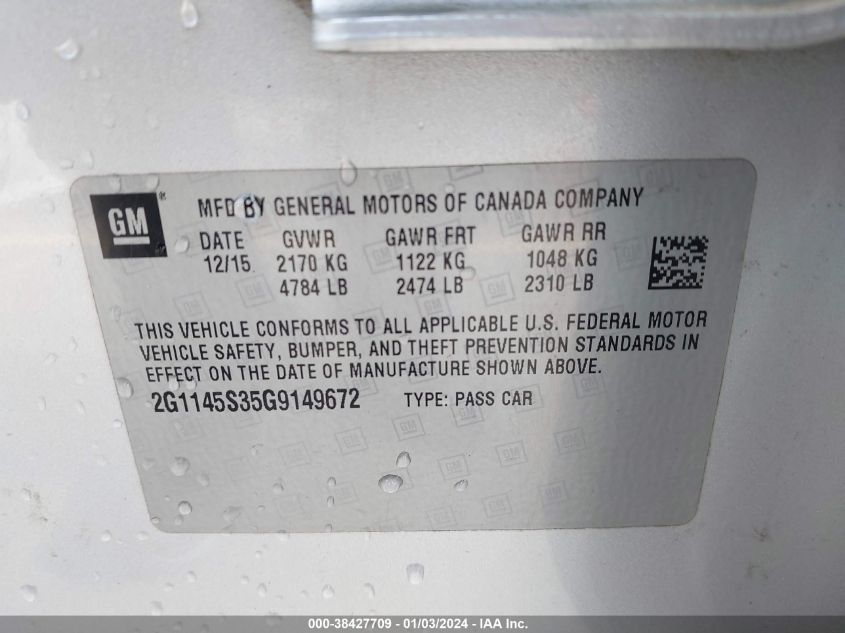 GM ®
MFD BY GENERAL MOTORS OF CANADA COMPANY
DATE GVWR GAWR FRT GAWR RR
12/15 2170 KG 1122 KG 1048 KG
4784 LB 2474 LB 2310 LB
THIS VEHICLE CONFORMS TO ALL APPLICABLE U.S. FEDERAL MOTOR
VEHICLE SAFETY, BUMPER, AND THEFT PREVENTION STANDARDS IN
EFFECT ON THE DATE OF MANUFACTURE SHOWN ABOVE.
2G1145S35G9149672 TYPE: PASS CAR
000-38427709 - 01/03/2024 - IAA Inc.